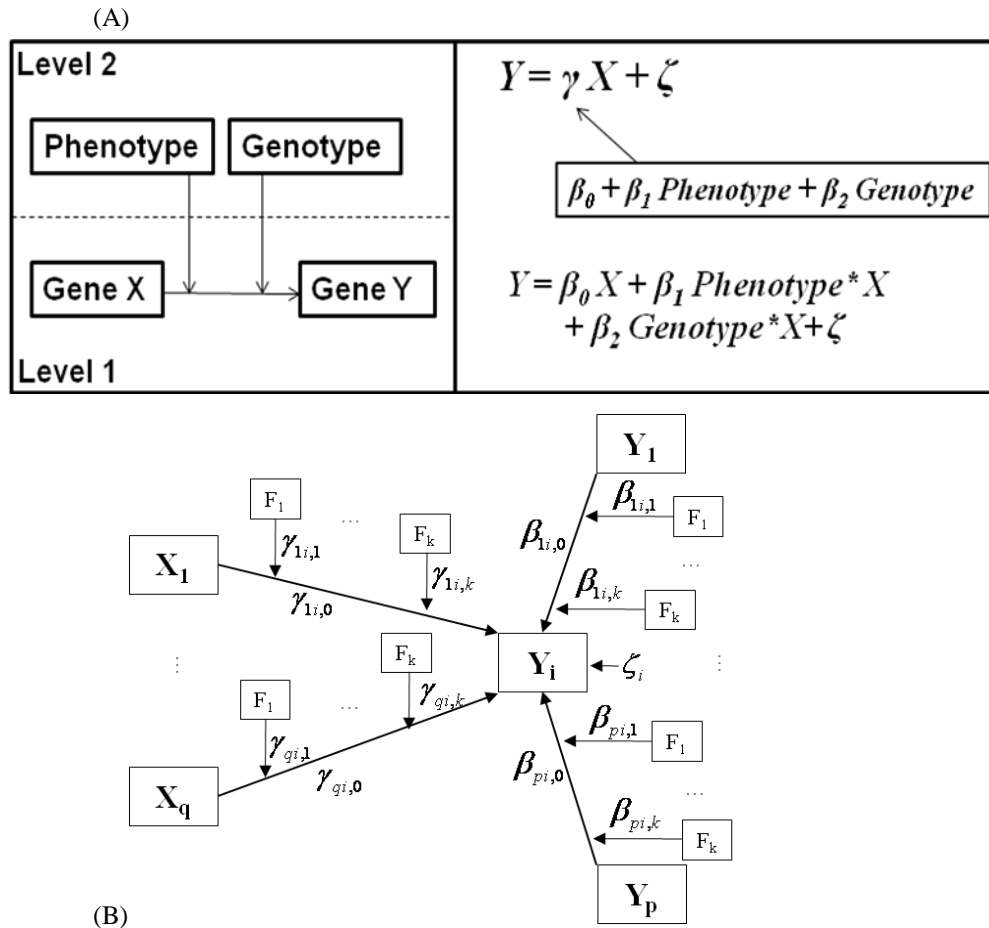 (A)
Level 2
Phenotype
Genotype
Gene X
Gene Y
Level 1
Y = γ X + ζ
β0 + β1 Phenotype + β2 Genotype
Y = β0 X + β1 Phenotype* X
+ β2 Genotype*X+ ζ
Y1
F1
...
β1i,1
F1
Fk
β1i,0
...
X1
γ1i,1
γ1i,k
β1i,k
Fk
γ1i,0
Fk
Yi
ζi
⋮
⋮
F1
...
γqi,k
βpi,1
F1
γqi,1
βpi,0
...
Xq
γqi,0
βpi,k
Fk
Yp
(B)